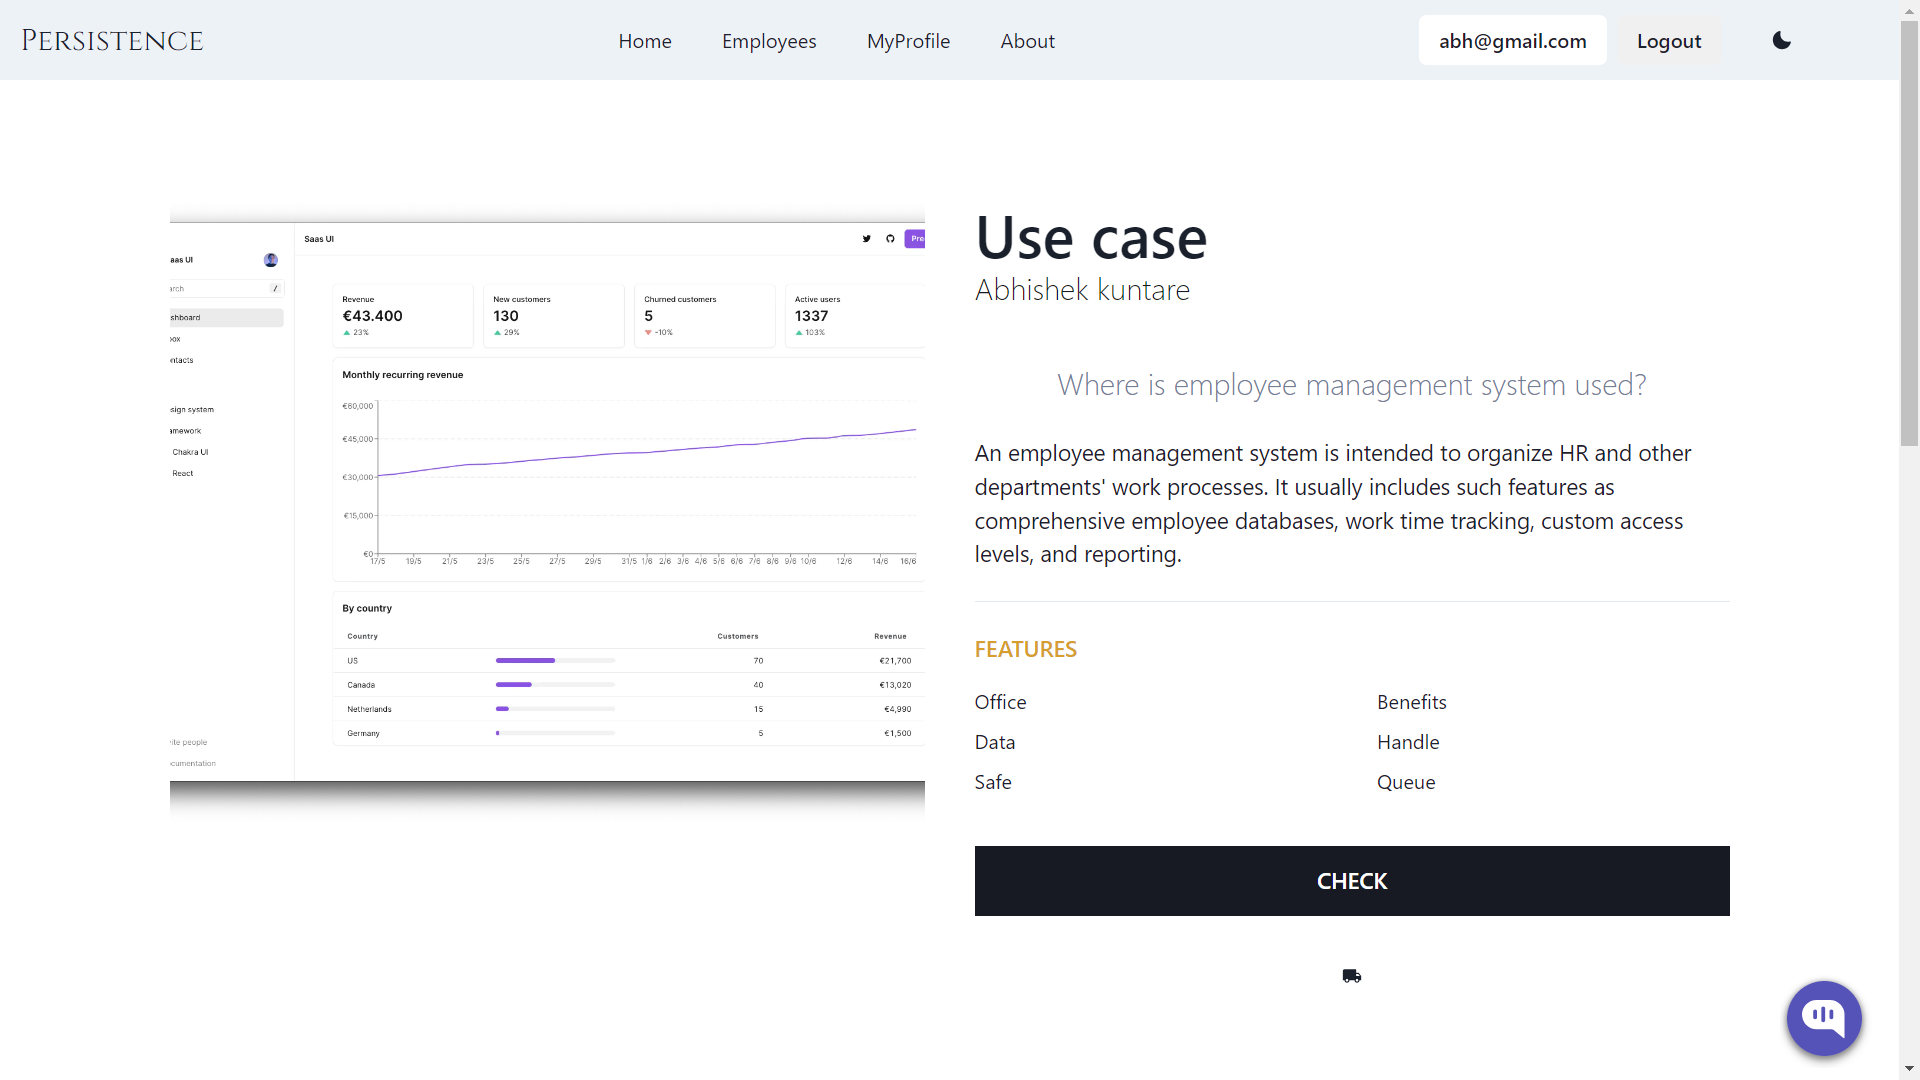 PERSISTENCE
Home
Employees
MyProfile
About
abh@gmail.com
Logout
Saas UI
Pre
aas UI
arch
/
shboard
box
ntacts
sign system
amework
Chakra UI
React
ite people
ocumentation
Revenue
€43.400
23%
New customers
130
29%
Churned customers
5
-10%
Active users
1337
103%
Monthly recurring revenue
€60,000
€45,000
€30,000
€15,000
€0
17/5 19/5 21/5 23/5 25/5 27/5 29/5 31/5 1/6 2/6 3/6 4/6 5/6 6/6 7/6 8/6 9/6 10/6 12/6 14/6 16/6
By country
Country Customers Revenue
US 70 €21,700
Canada 40 €13,020
Netherlands 15 €4,990
Germany 5 €1,500
Use case
Abhishek kuntare
Where is employee management system used?
An employee management system is intended to organize HR and other
departments' work processes. It usually includes such features as
comprehensive employee databases, work time tracking, custom access
levels, and reporting.
FEATURES
Office
Data
Safe
Benefits
Handle
Queue
CHECK